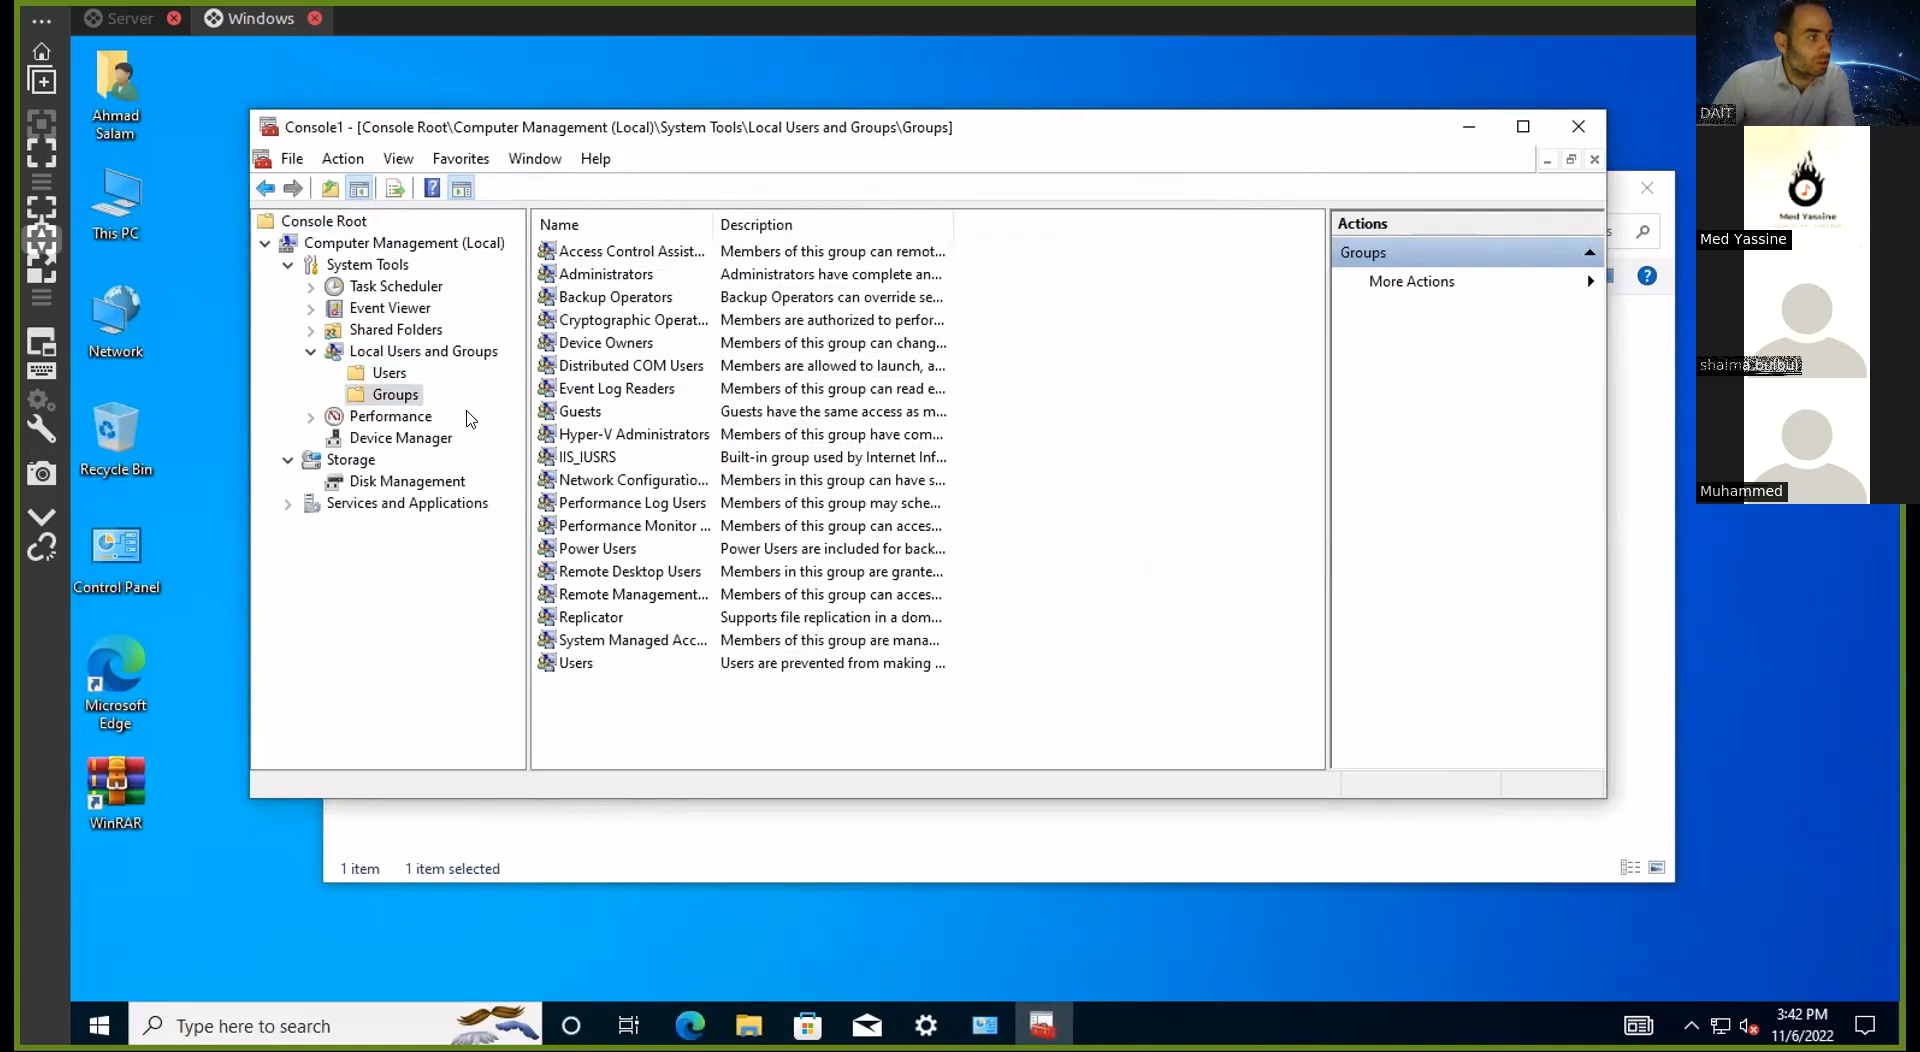 Server
Windows
Ahmad
Salam
This PC
Network
Recycle Bin
Control Panel
Microsoft
Edge
WinRAR
Console1 - [Console Root\Computer Management (Local)\System Tools\Local Users and Groups\Groups]
File Action View Favorites Window Help
Console Root
Computer Management (Local)
System Tools
Task Scheduler
Event Viewer
Shared Folders
Local Users and Groups
Users
Groups
Performance
Device Manager
Storage
Disk Management
Services and Applications
Name Description
Access Control Assist... Members of this group can remot...
Administrators Administrators have complete an...
Backup Operators Backup Operators can override se...
Cryptographic Operat... Members are authorized to perfor...
Device Owners Members of this group can chang...
Distributed COM Users Members are allowed to launch, a...
Event Log Readers Members of this group can read e...
Guests Guests have the same access as m...
Hyper-V Administrators Members of this group have com...
IIS_IUSRS Built-in group used by Internet Inf...
Network Configuratio... Members in this group can have s...
Performance Log Users Members of this group may sche...
Performance Monitor ... Members of this group can acces...
Power Users Power Users are included for back...
Remote Desktop Users Members in this group are grante...
Remote Management... Members of this group can acces...
Replicator Supports file replication in a dom...
System Managed Acc... Members of this group are mana...
Users Users are prevented from making ...
Actions
Groups
More Actions
s
1 item 1 item selected
DAIT
Med Yassine
Med Yassine
shaima bulbul
Muhammed
Type here to search
3:42 PM
11/6/2022